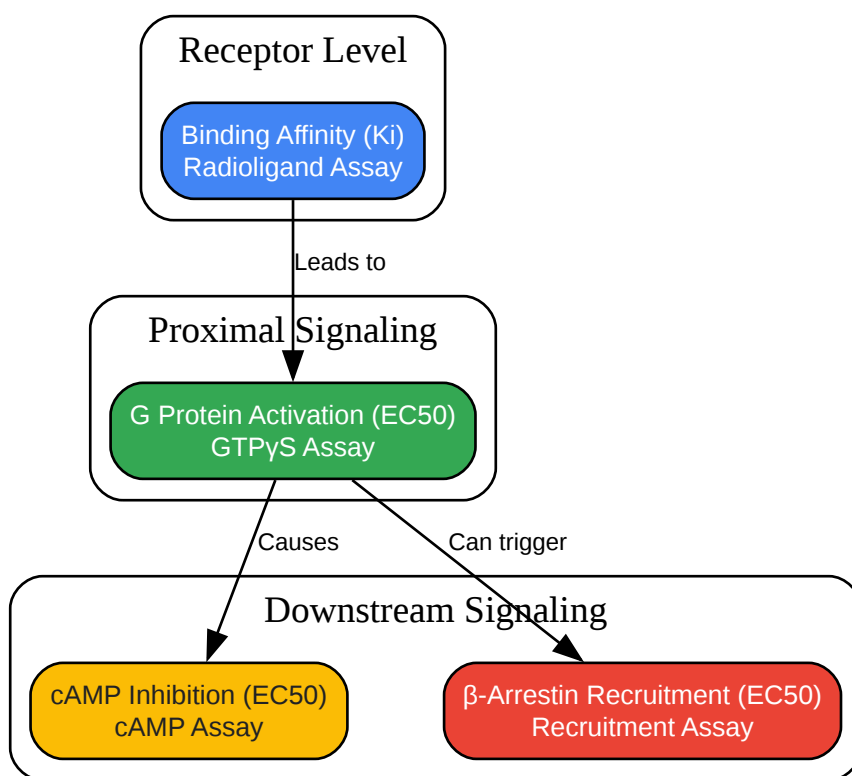 Receptor Level
Binding Affinity (Ki)
Radioligand Assay
Leads to
Proximal Signaling
G Protein Activation (EC50)
GTPγS Assay
Causes
Can trigger
Downstream Signaling
cAMP Inhibition (EC50)
cAMP Assay
β-Arrestin Recruitment (EC50)
Recruitment Assay